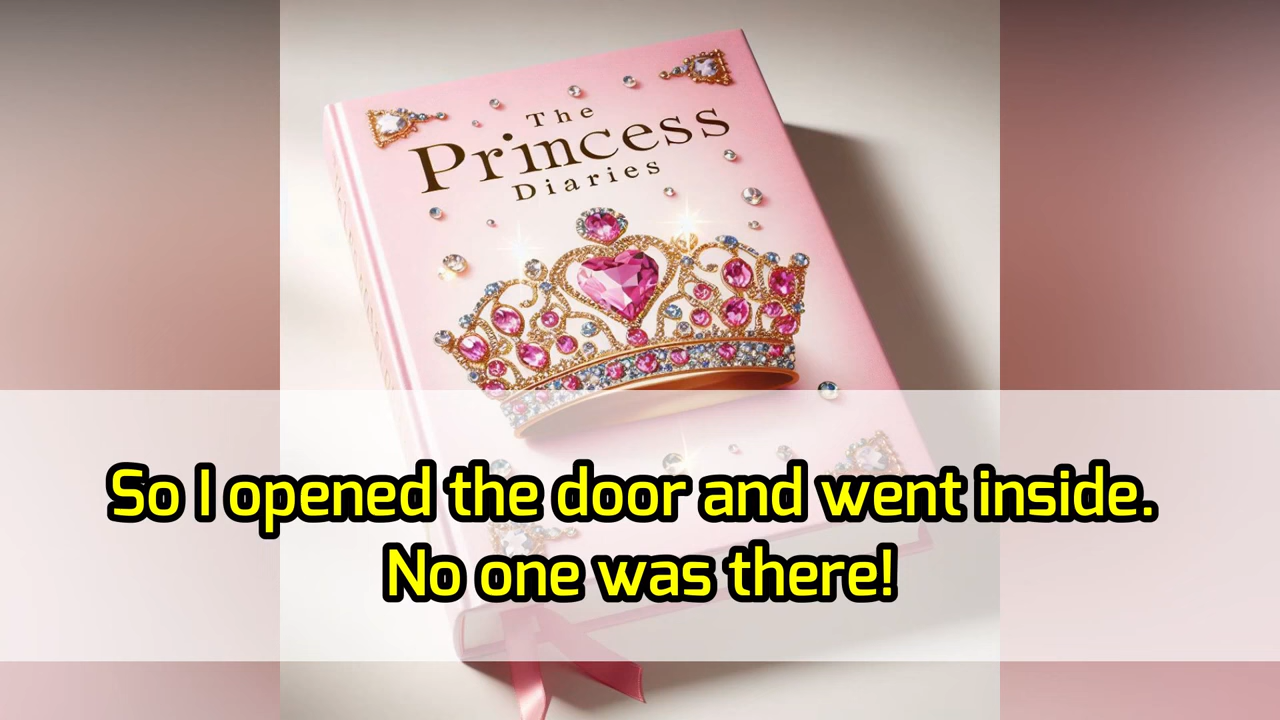 The
Princess
Diaries
So I opened the door and went inside.
No one was there!